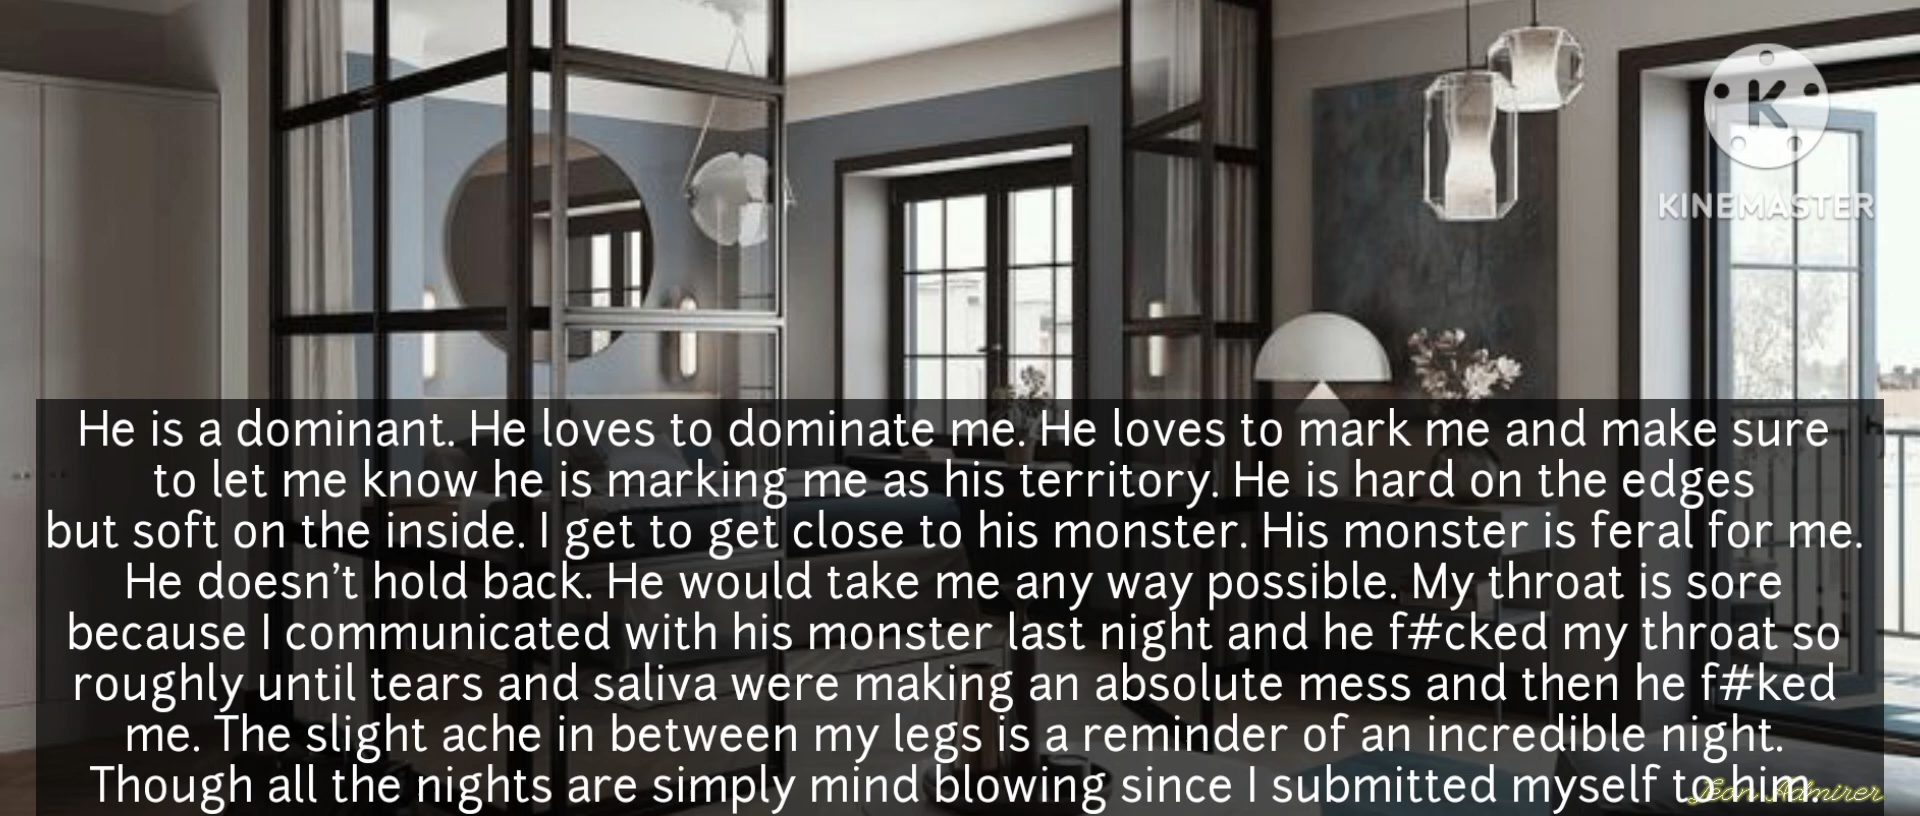 KINEMASTER
He is a dominant. He loves to dominate me. He loves to mark me and make sure
to let me know he is marking me as his territory. He is hard on the edges
but soft on the inside. I get to get close to his monster. His monster is feral for me.
He doesn't hold back. He would take me any way possible. My throat is sore
because I communicated with his monster last night and he f#cked my throat so
roughly until tears and saliva were making an absolute mess and then he f#ked
me. The slight ache in between my legs is a reminder of an incredible night.
Though all the nights are simply mind blowing since I submitted myself to him.
Jeon Admirer